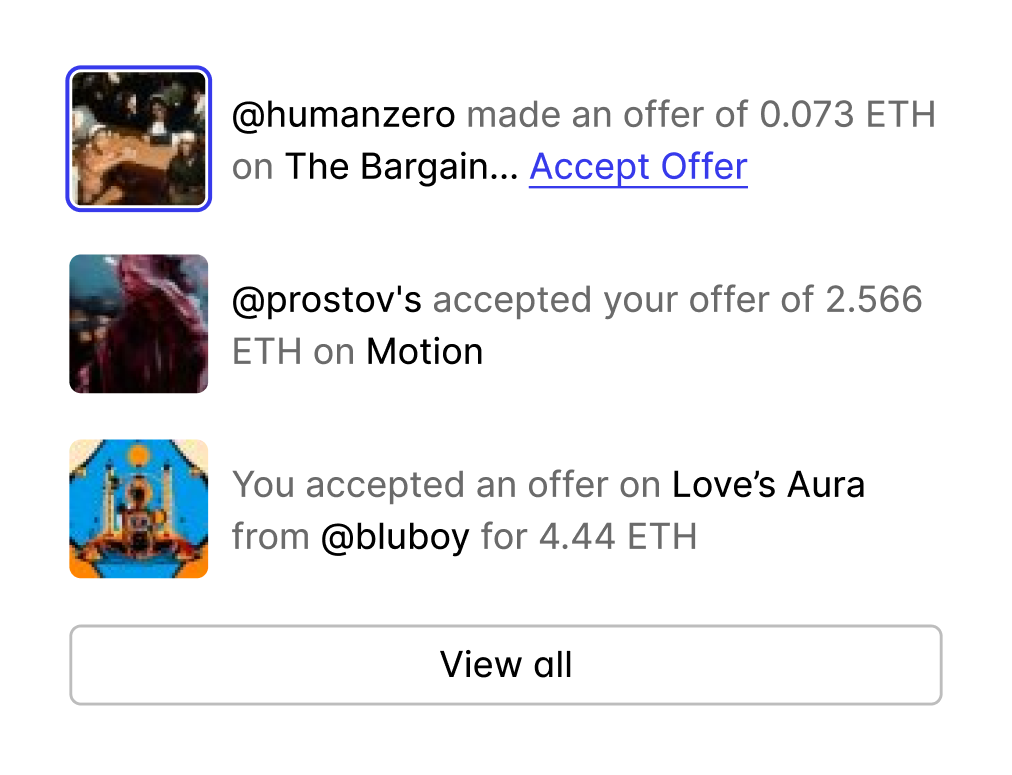 @humanzero made an offer of 0.073 ETH
on The Bargain... Accept Offer
@prostov's accepted your offer of 2.566
ETH on Motion
You accepted an offer on Love’s Aura
from @bluboy for 4.44 ETH
View all